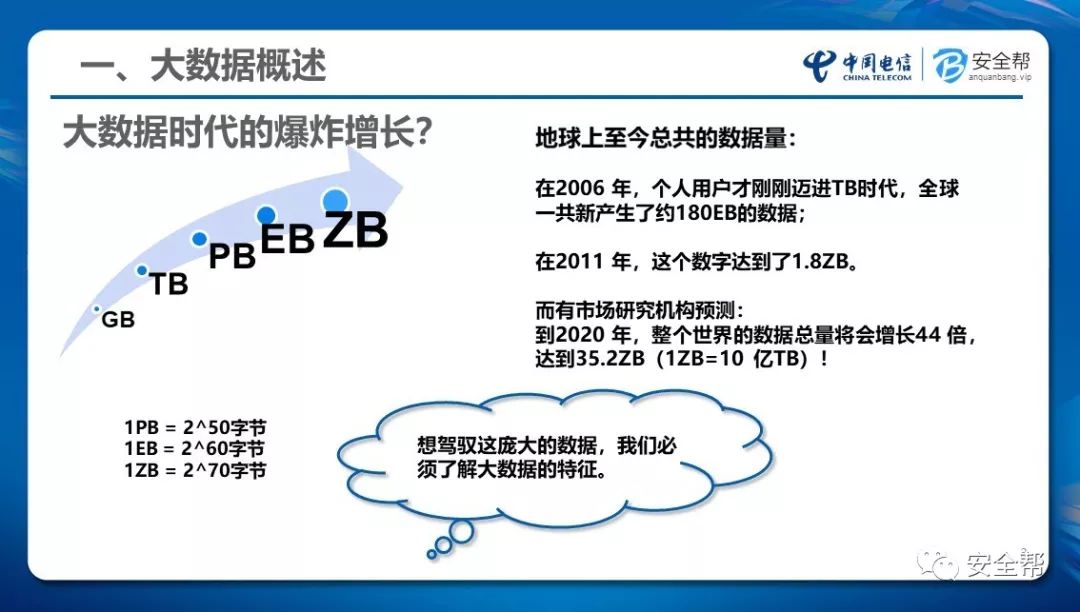 一、大数据概述
中国电信
CHINA TELECOM
安全帮
anquanbang.vip
大数据时代的爆炸增长?
GB
TB
PB
EB
ZB
1PB = 2^50字节
1EB = 2^60字节
1ZB = 2^70字节
地球上至今总共的数据量：
在2006 年，个人用户才刚刚迈进TB时代，全球
一共新产生了约180EB的数据；
在2011 年，这个数字达到了1.8ZB。
而有市场研究机构预测：
到2020 年，整个世界的数据总量将会增长44 倍，
达到35.2ZB（1ZB=10 亿TB）！
想驾驭这庞大的数据，我们必
须了解大数据的特征。
安全帮